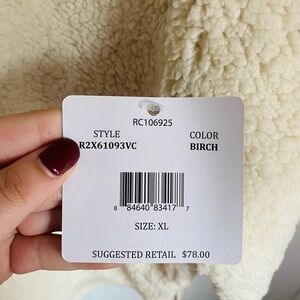 RC106925
STYLE COLOR
R2X61093VC BIRCH
8 84640 83417 7
SIZE: XL
SUGGESTED RETAIL $78.00